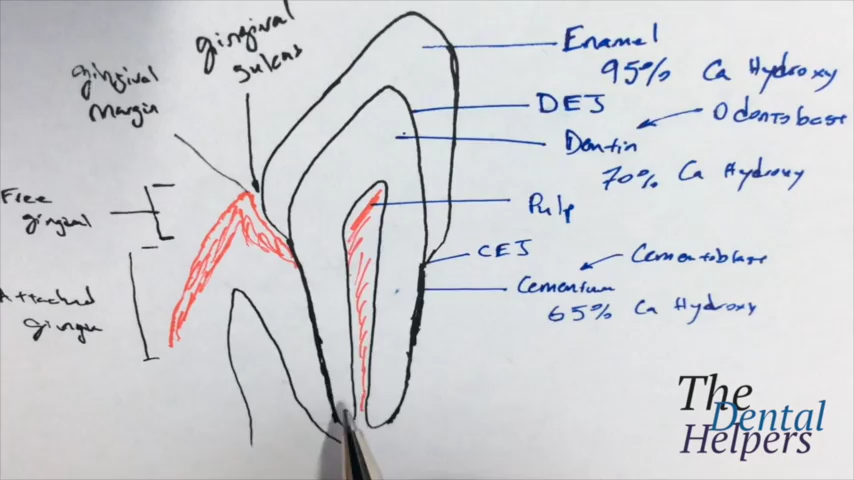 gingival
sulcus
gingival
margin
Free
gingival
Attached
gingiva
Enamel
95% Ca Hydroxy
DEJ
Odontoblast
Dentin
70% Ca Hydroxy
Pulp
CEJ
Cementoblast
Cementum
65% Ca Hydroxy
The
Dental
Helpers